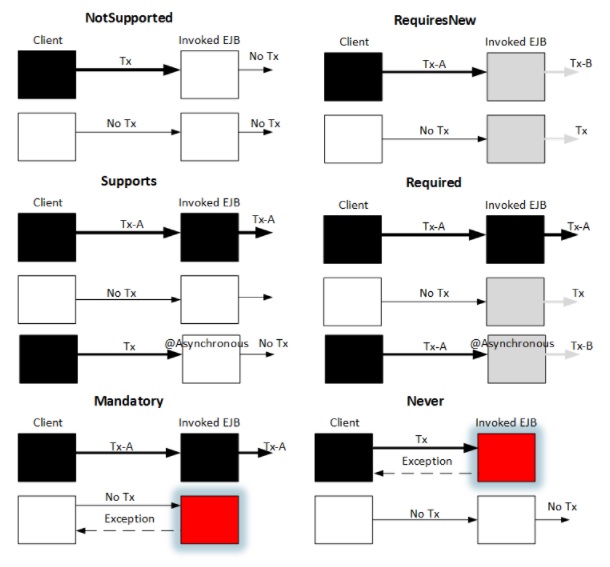 NotSupported
Client
Invoked EJB
Tx
No Tx
No Tx
No Tx
RequiresNew
Client
Invoked EJB
Tx-A
Tx-B
No Tx
Tx
Supports
Client
Invoked EJB
Tx-A
Tx-A
No Tx
Tx
@Asynchronous
No Tx
Required
Client
Invoked EJB
Tx-A
Tx-A
No Tx
Tx
Tx-A
@Asynchronous
Tx-B
Mandatory
Client
Invoked EJB
Tx-A
Tx-A
No Tx
Exception
Never
Client
Invoked EJB
Tx
Exception
No Tx
No Tx